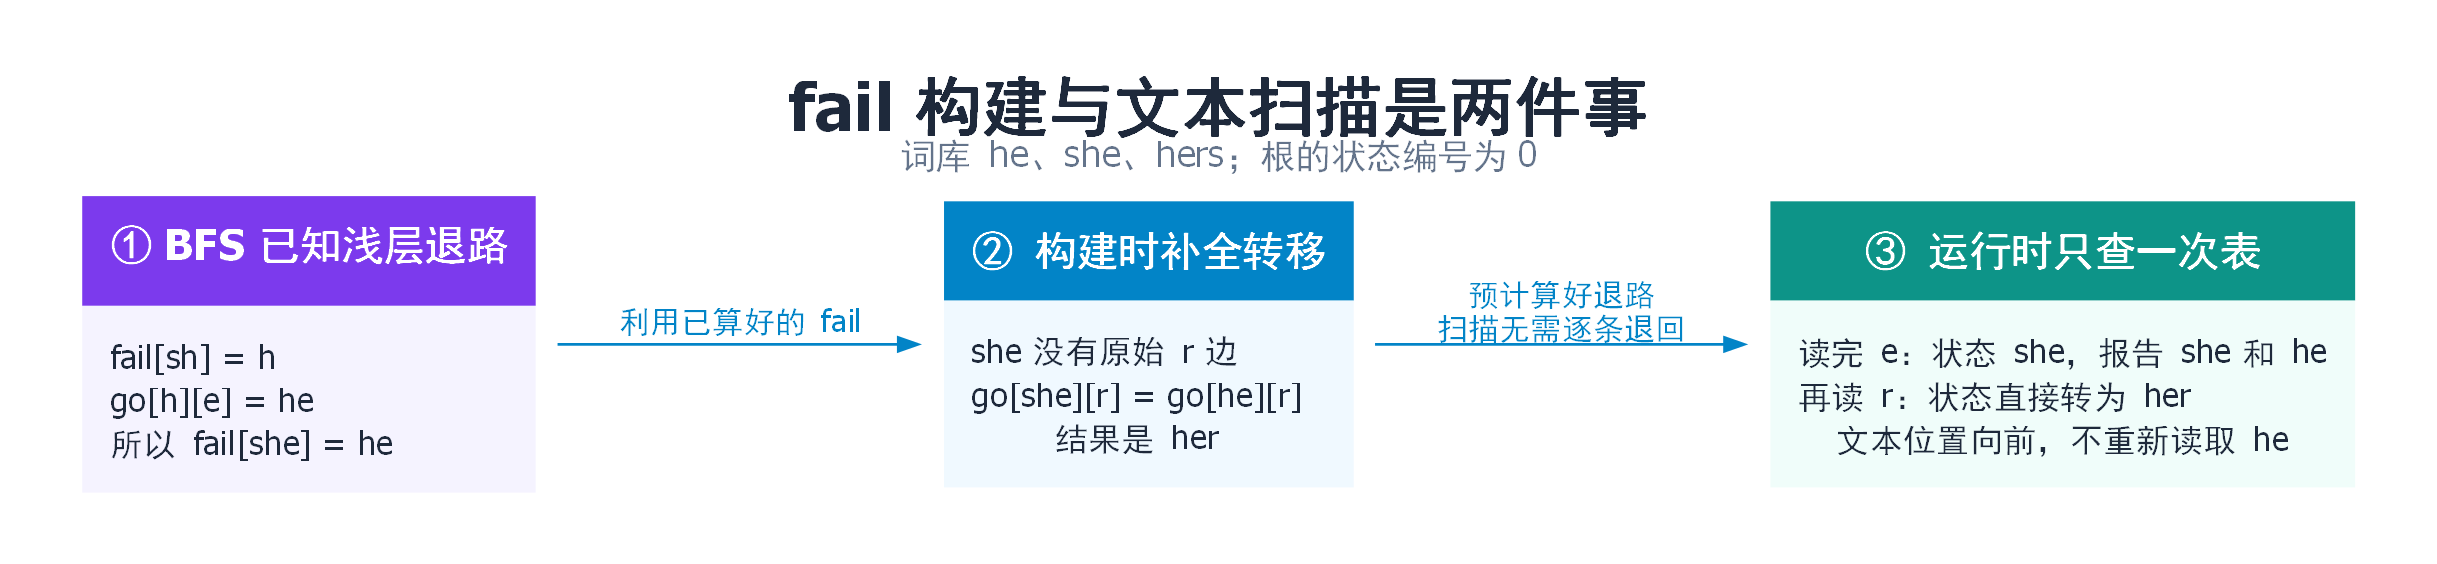 fail 构建与文本扫描是两件事
词库 he、she、hers；根的状态编号为 0
① BFS 已知浅层退路
fail[sh] = h
go[h][e] = he
所以 fail[she] = he
利用已算好的 fail
② 构建时补全转移
she 没有原始 r 边
go[she][r] = go[he][r]
结果是 her
预计算好退路
扫描无需逐条退回
③ 运行时只查一次表
读完 e：状态 she，报告 she 和 he
再读 r：状态直接转为 her
文本位置向前，不重新读取 he